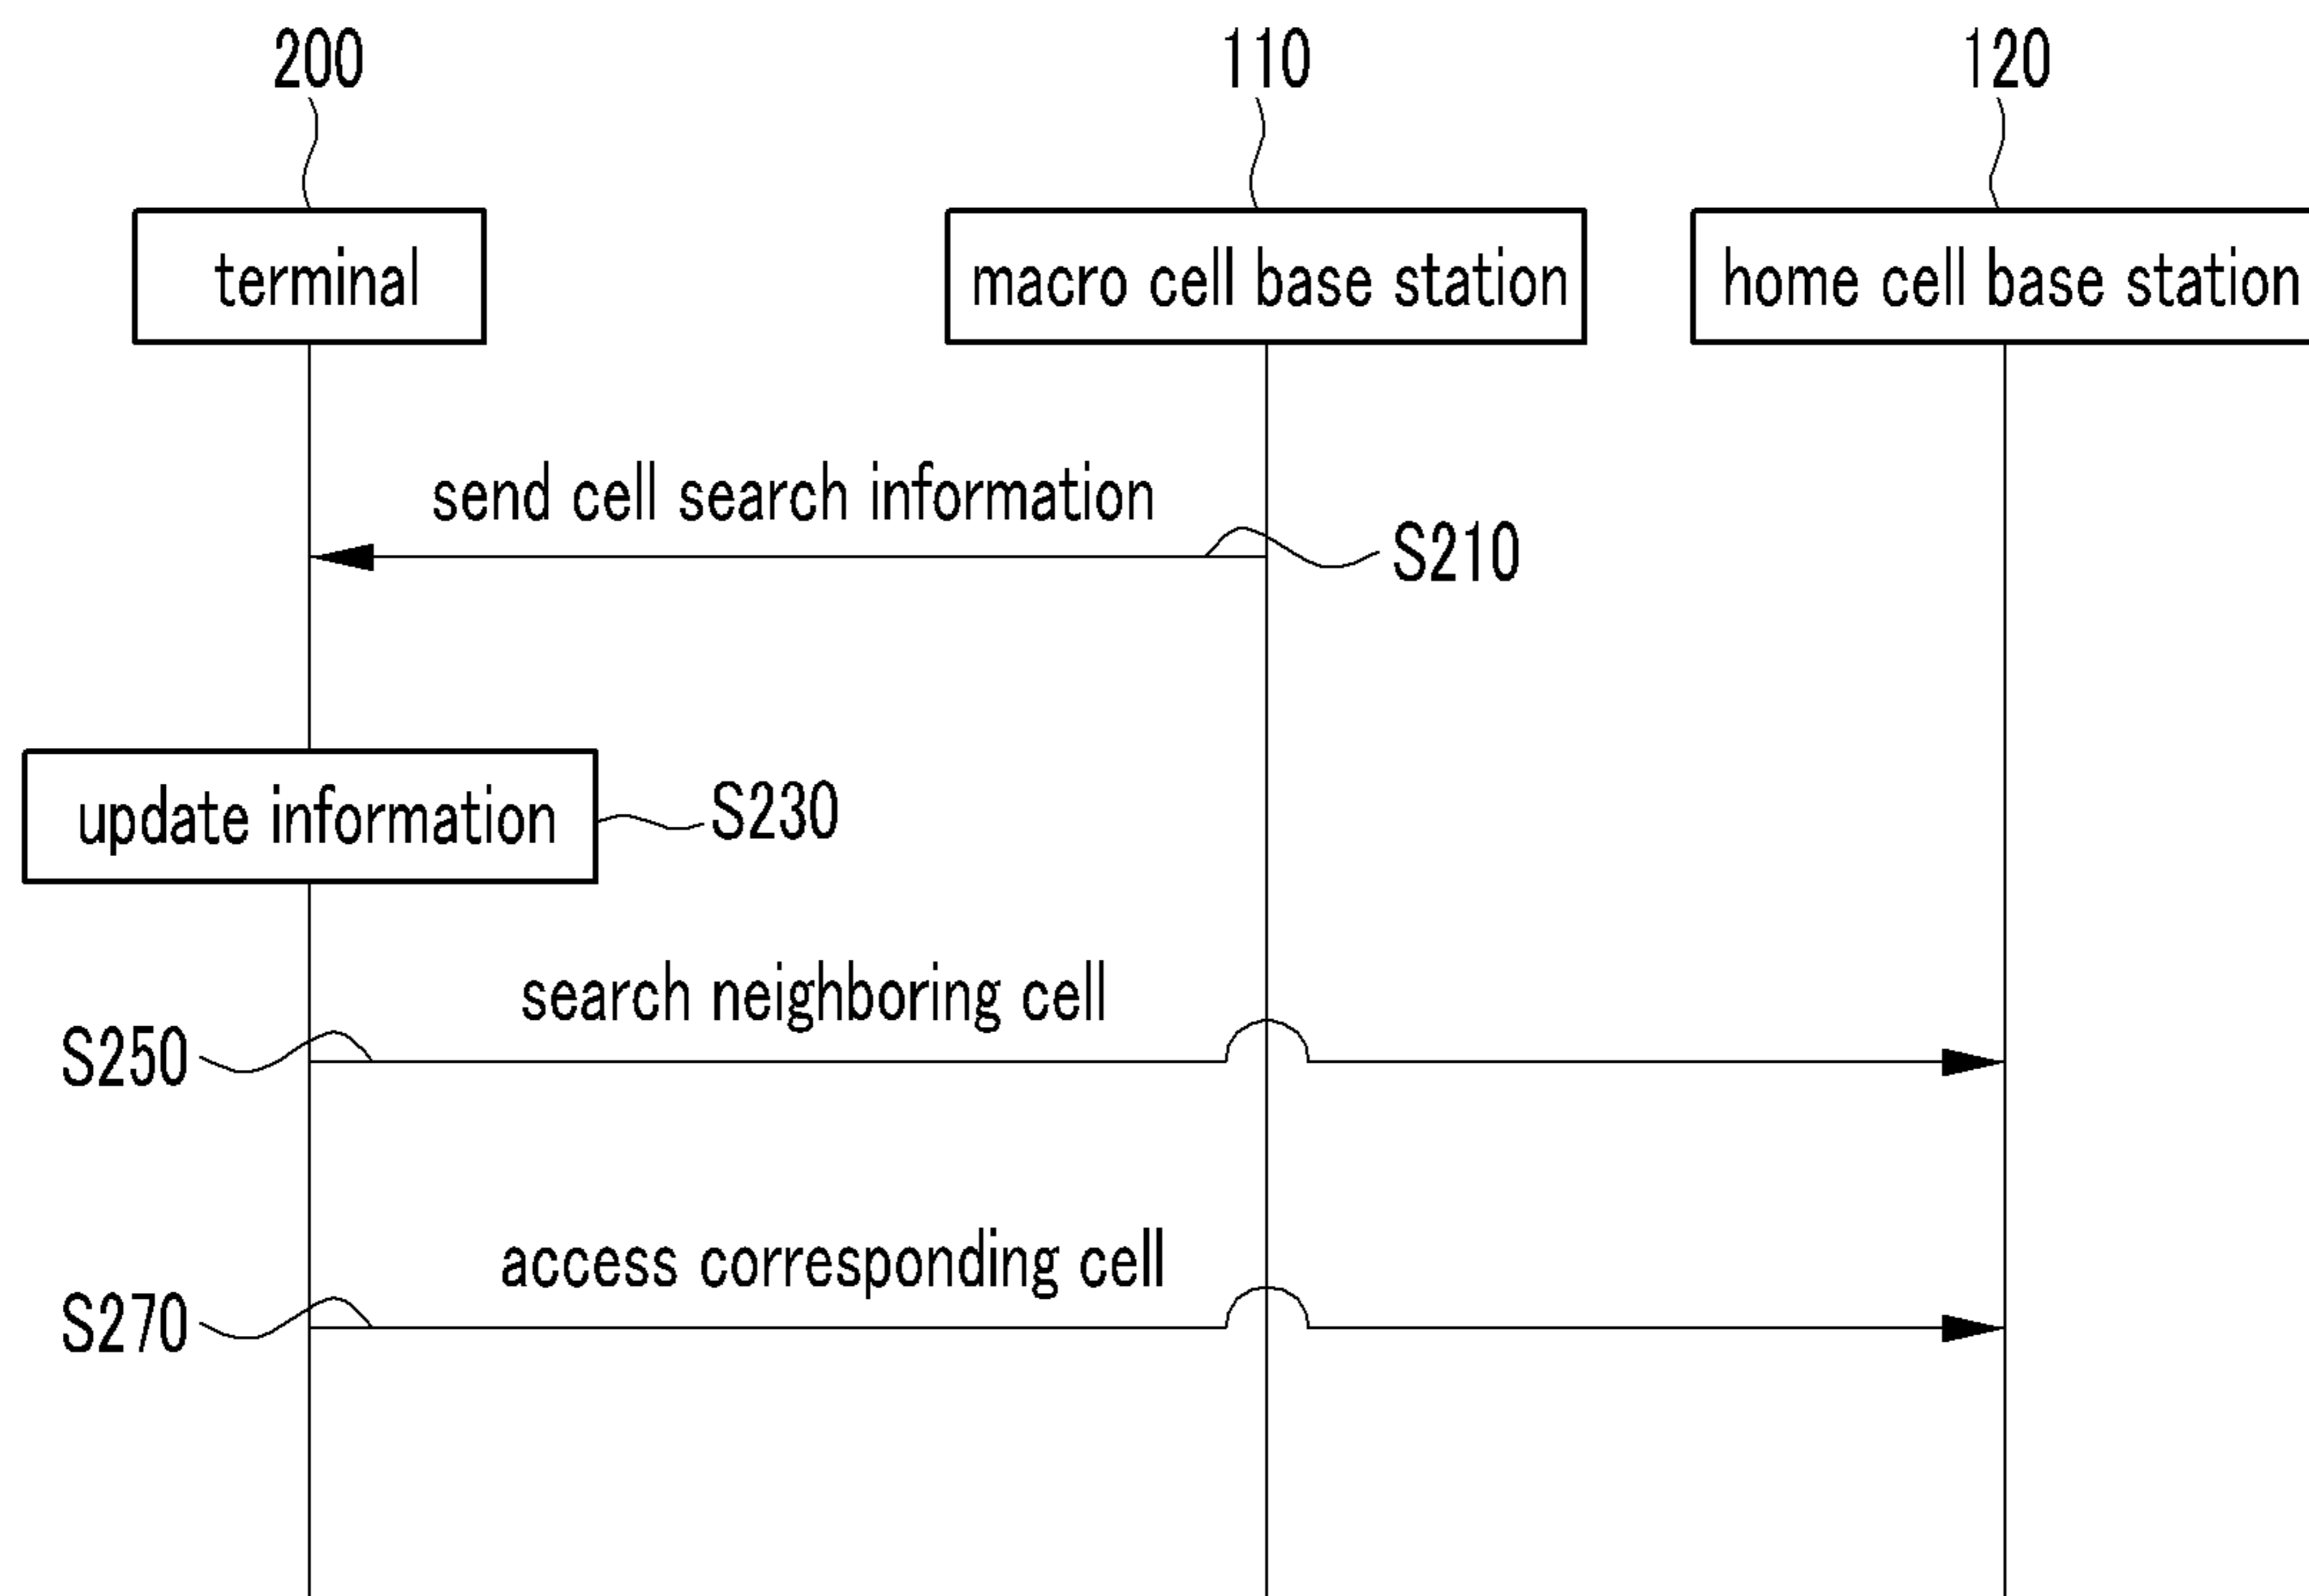 200
110
120
terminal
macro cell base station
home cell base station
send cell search information
S210
update information
S230
search neighboring cell
S250
access corresponding cell
S270